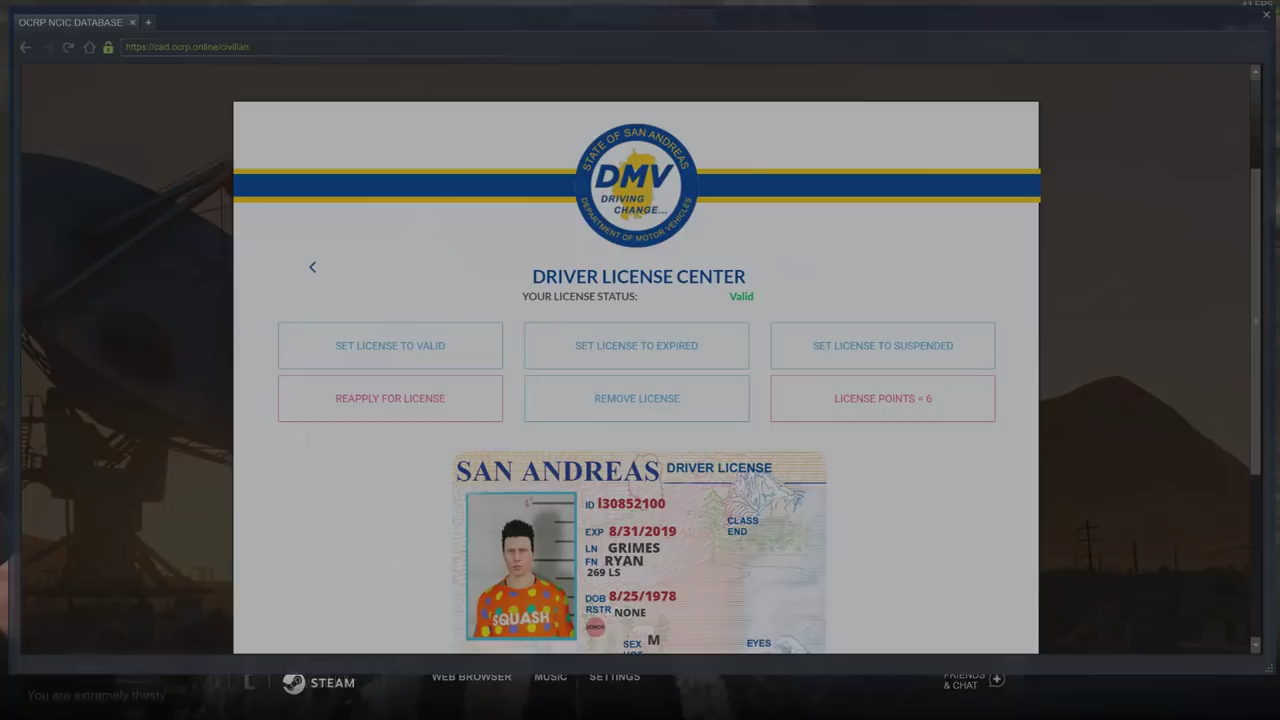 OCRP NCIC DATABASE
https://cad.ocrp.online/civilian
STATE OF SAN ANDREAS
DMV
DRIVING
CHANGE...
DEPARTMENT OF MOTOR VEHICLES
DRIVER LICENSE CENTER
YOUR LICENSE STATUS: Valid
SET LICENSE TO VALID SET LICENSE TO EXPIRED SET LICENSE TO SUSPENDED
REAPPLY FOR LICENSE REMOVE LICENSE LICENSE POINTS = 6
SAN ANDREAS DRIVER LICENSE
ID I30852100
CLASS
EXP 8/31/2019
END
LN GRIMES
FN RYAN
269 LS
DOB 8/25/1978
RSTR NONE
SQUASH
DONOR
SEX M EYES
STEAM
WEB BROWSER MUSIC SETTINGS
FRIENDS
& CHAT
You are extremely thirsty